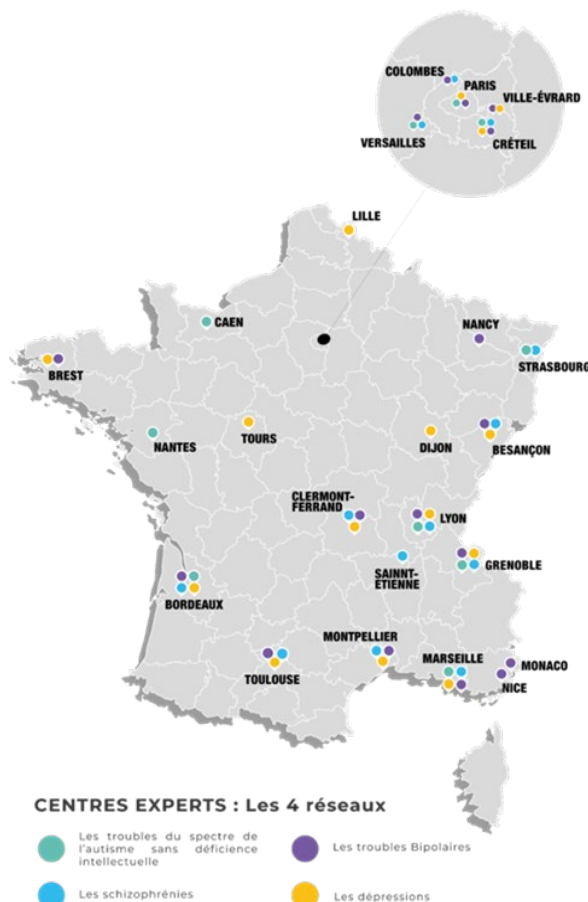 COLOMBES
PARIS
VILLE-ÉVRARD
VERSAILLES
CRÉTEIL
LILLE
CAEN
NANCY
STRASBOURG
BREST
NANTES
TOURS
DIJON
BESANÇON
CLERMONT-
FERRAND
LYON
SAINNT-
ETIENNE
GRENOBLE
BORDEAUX
MONTPELLIER
TOULOUSE
MARSEILLE
MONACO
NICE
CENTRES EXPERTS : Les 4 réseaux
Les troubles du spectre de
l'autisme sans déficience
intellectuelle
Les troubles Bipolaires
Les schizophrénies
Les dépressions